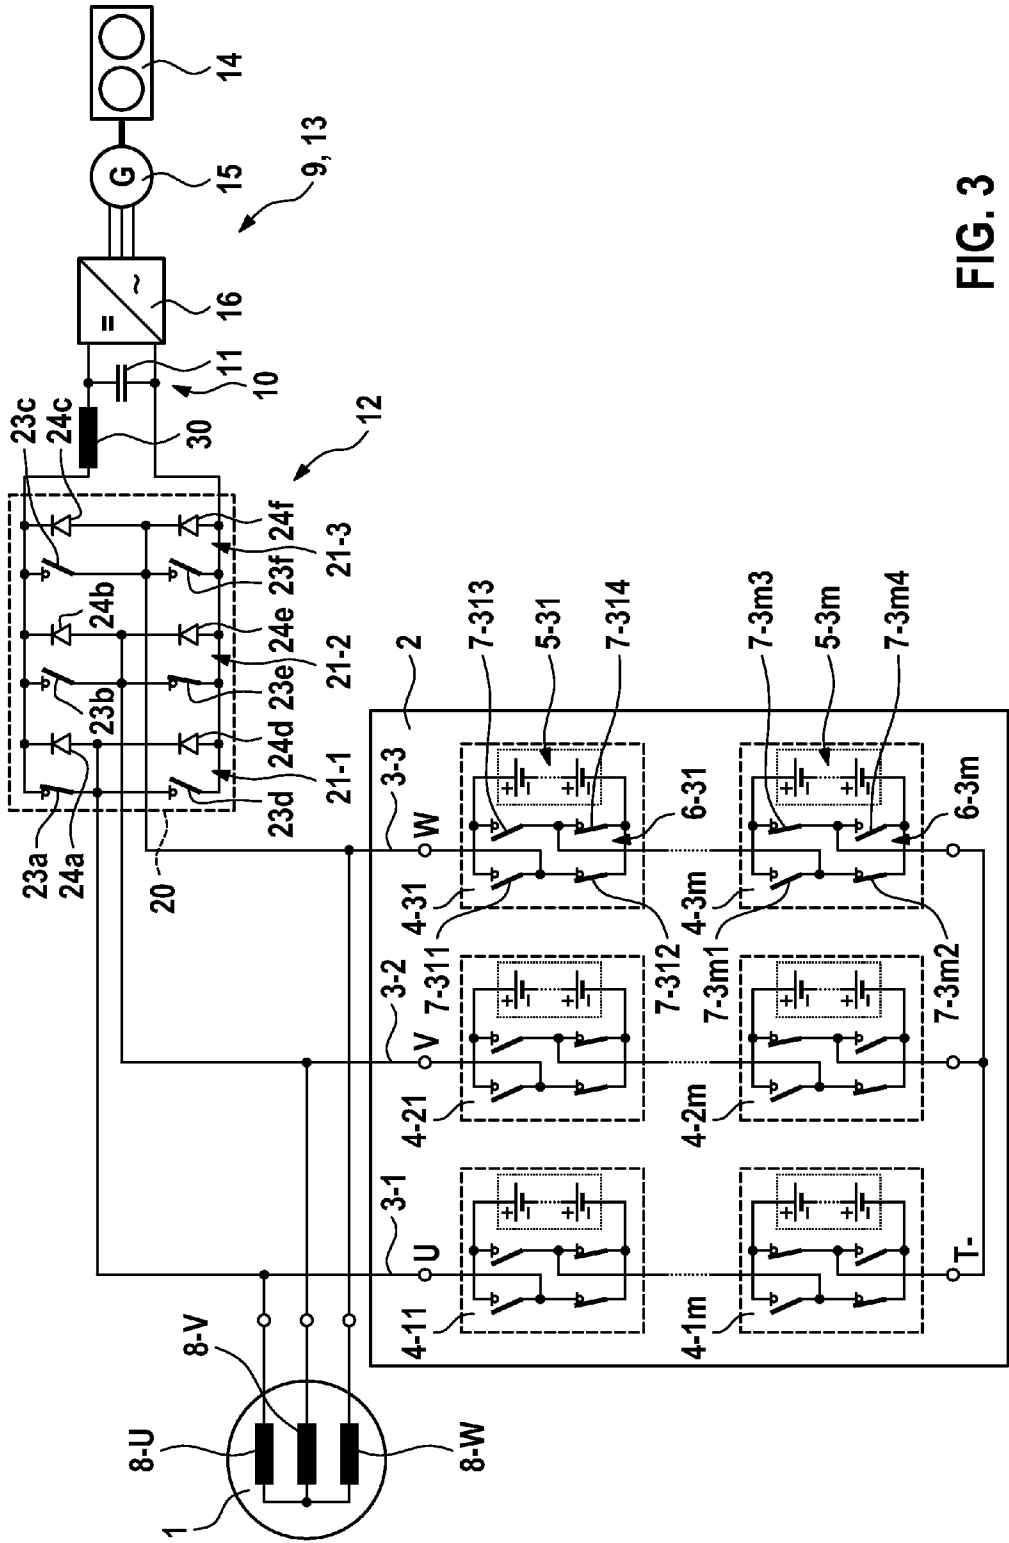 14
G
15
9, 13
=
~
16
11
10
30
12
23c
24c
24b
23b
23a
24a
20
24f
23f
21-3
24e
23e
21-2
24d
23d
21-1
2
3-3
W
3-2
V
3-1
U
7-313
5-31
7-314
6-31
4-31
7-311
7-312
7-3m3
5-3m
7-3m4
6-3m
4-3m
7-3m1
7-3m2
4-21
4-2m
4-11
4-1m
T-
8-U
8-V
8-W
1
+ -
+ -
+ -
+ -
+ -
+ -
+ -
+ -
+ -
+ -
+ -
+ -
FIG. 3